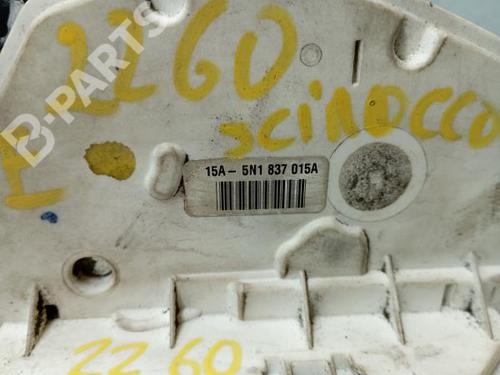 2260
SCIROCCO
B-PARTS
E
15A- 5N1 837 015A
2260